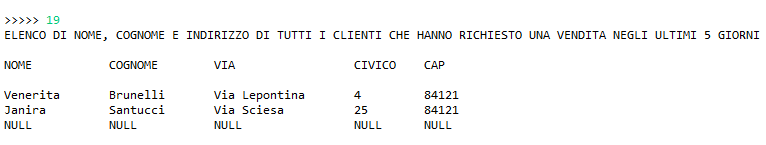 >>>>> 19
ELENCO DI NOME, COGNOME E INDIRIZZO DI TUTTI I CLIENTI CHE HANNO RICHIESTO UNA VENDITA NEGLI ULTIMI 5 GIORNI
NOME COGNOME VIA CIVICO CAP
Venerita Brunelli Via Lepontina 4 84121
Janira Santucci Via Sciesa 25 84121
NULL NULL NULL NULL NULL